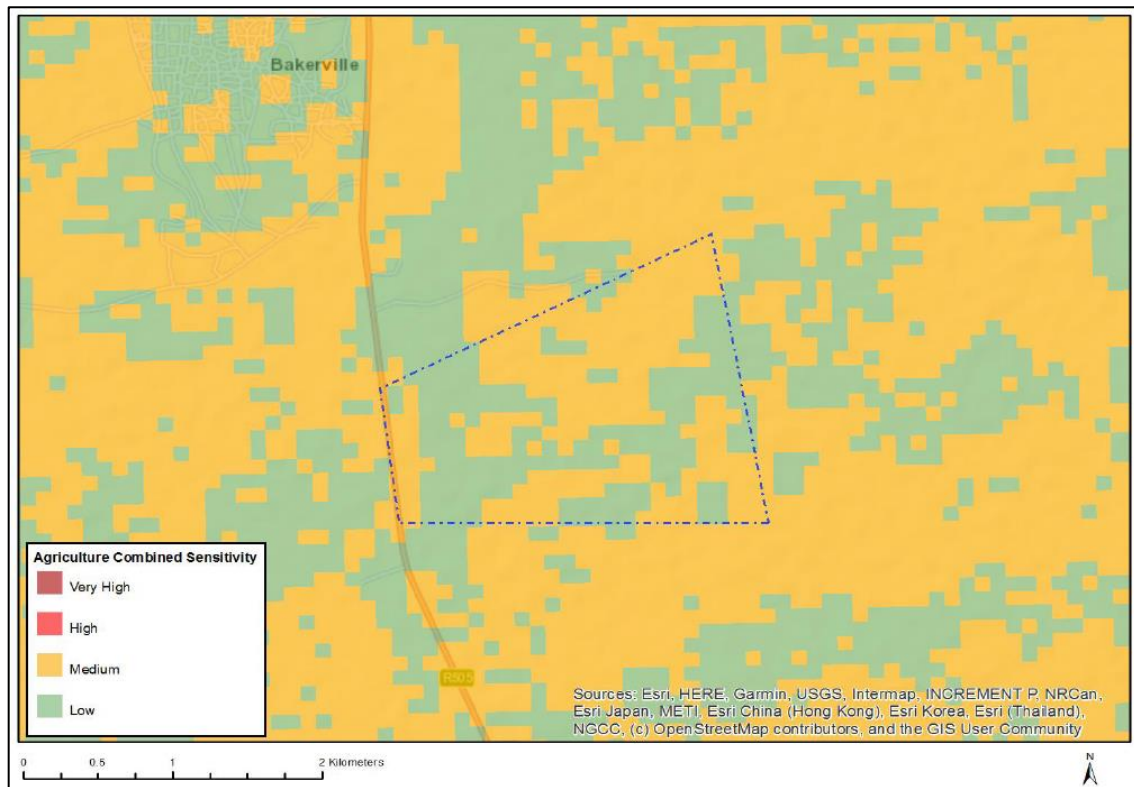 Bakerville
Agriculture Combined Sensitivity
Very High
High
Medium
Low
R505
Sources: Esri, HERE, Garmin, USGS, Intermap, INCREMENT P, NRCan,
Esri Japan, METI, Esri China (Hong Kong), Esri Korea, Esri (Thailand),
NGCC, (c) OpenStreetMap contributors, and the GIS User Community
0 0.5 1 2 Kilometers
N